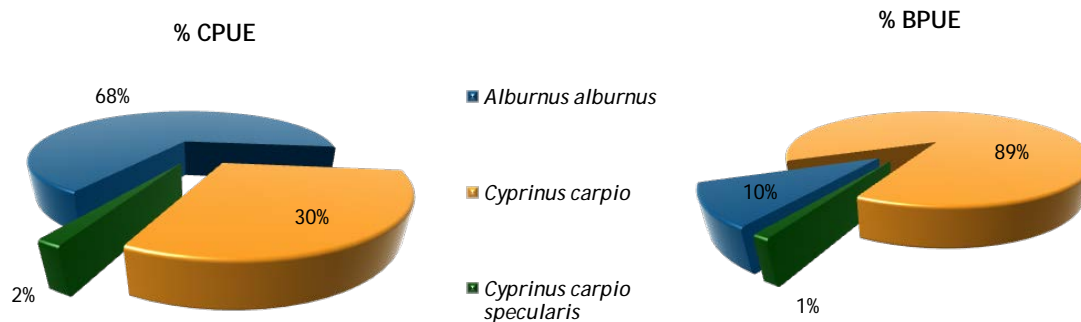 % CPUE
% BPUE
68%
30%
2%
Alburnus alburnus
Cyprinus carpio
Cyprinus carpio
specularis
89%
10%
1%